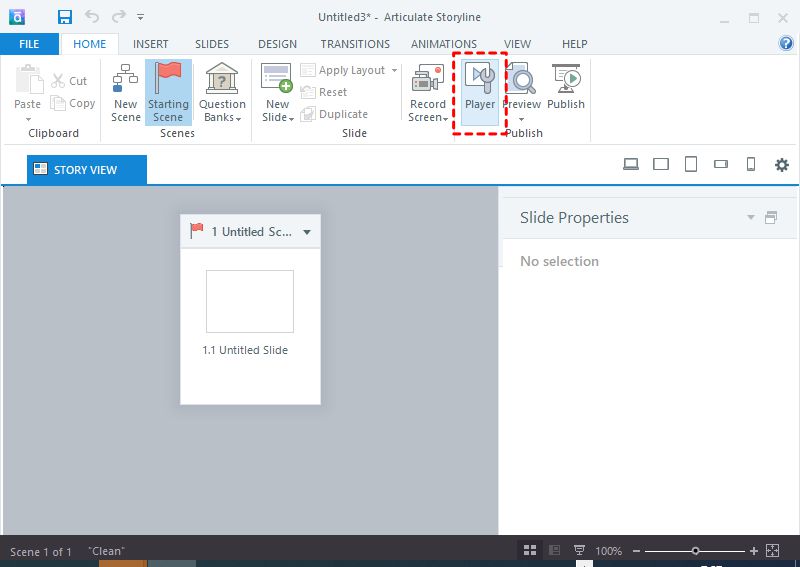 Untitled3* - Articulate Storyline
FILE HOME INSERT SLIDES DESIGN TRANSITIONS ANIMATIONS VIEW HELP
Paste
Cut
Copy
Clipboard
New Scene
Starting Scene
Question Banks
Scenes
New Slide
Apply Layout
Reset
Duplicate
Slide
Record Screen
Player
Preview
Publish
Publish
STORY VIEW
1 Untitled Sc...
1.1 Untitled Slide
Slide Properties
No selection
Scene 1 of 1 "Clean" 100%